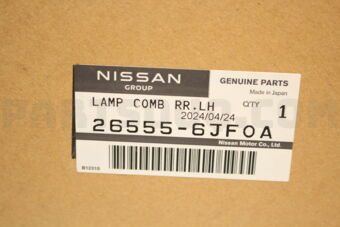 NISSAN
GROUP
GENUINE PARTS
Made in Japan
LAMP COMB RR.LH
Q'TY
1
2024/04/24
26555-6JF0A
Nissan Motor Co., Ltd.
B12010